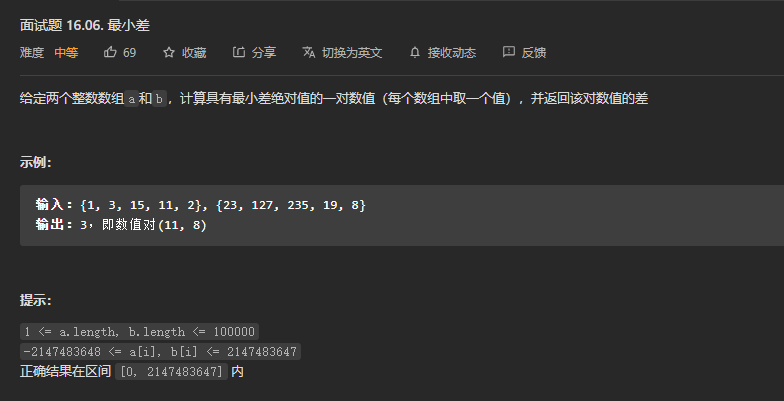 面试题 16.06. 最小差
难度 中等 69 收藏 分享 切换为英文 接收动态 反馈
给定两个整数数组a和b，计算具有最小差绝对值的一对数值（每个数组中取一个值），并返回该对数值的差
示例：
输入：{1, 3, 15, 11, 2}, {23, 127, 235, 19, 8}
输出：3，即数值对(11, 8)
提示：
1 <= a.length, b.length <= 100000
-2147483648 <= a[i], b[i] <= 2147483647
正确结果在区间 [0, 2147483647] 内